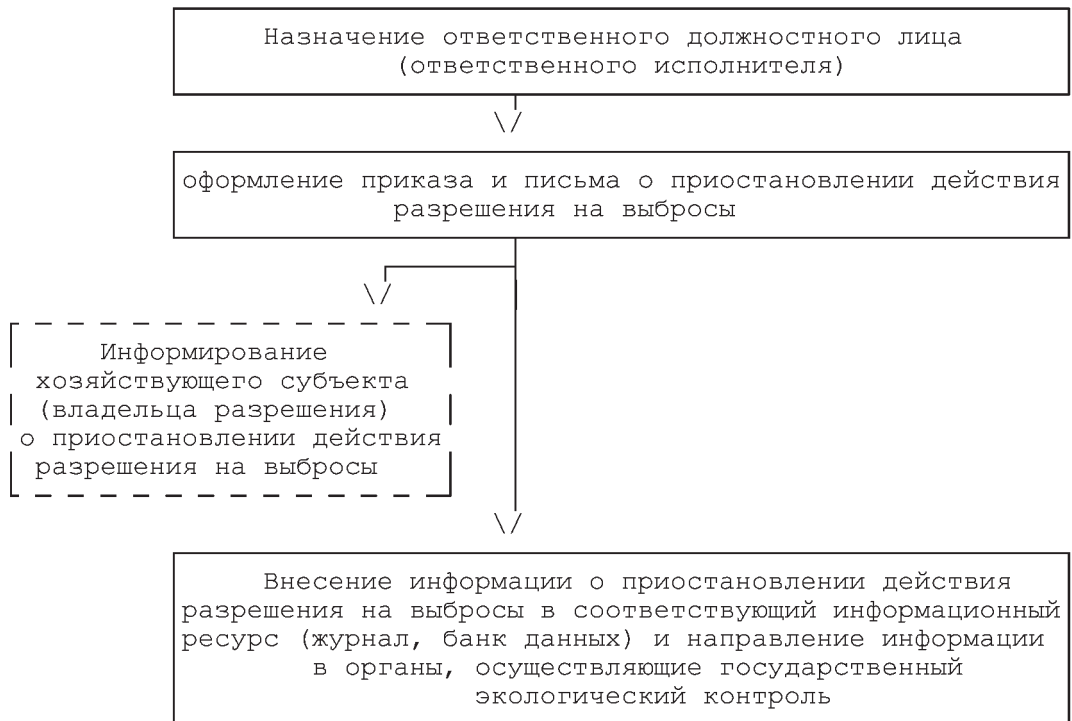 Назначение ответственного должностного лица
(ответственного исполнителя)
оформление приказа и письма о приостановлении действия
разрешения на выбросы
Информирование
хозяйствующего субъекта
(владельца разрешения)
о приостановлении действия
разрешения на выбросы
Внесение информации о приостановлении действия
разрешения на выбросы в соответствующий информационный
ресурс (журнал, банк данных) и направление информации
в органы, осуществляющие государственный
экологический контроль